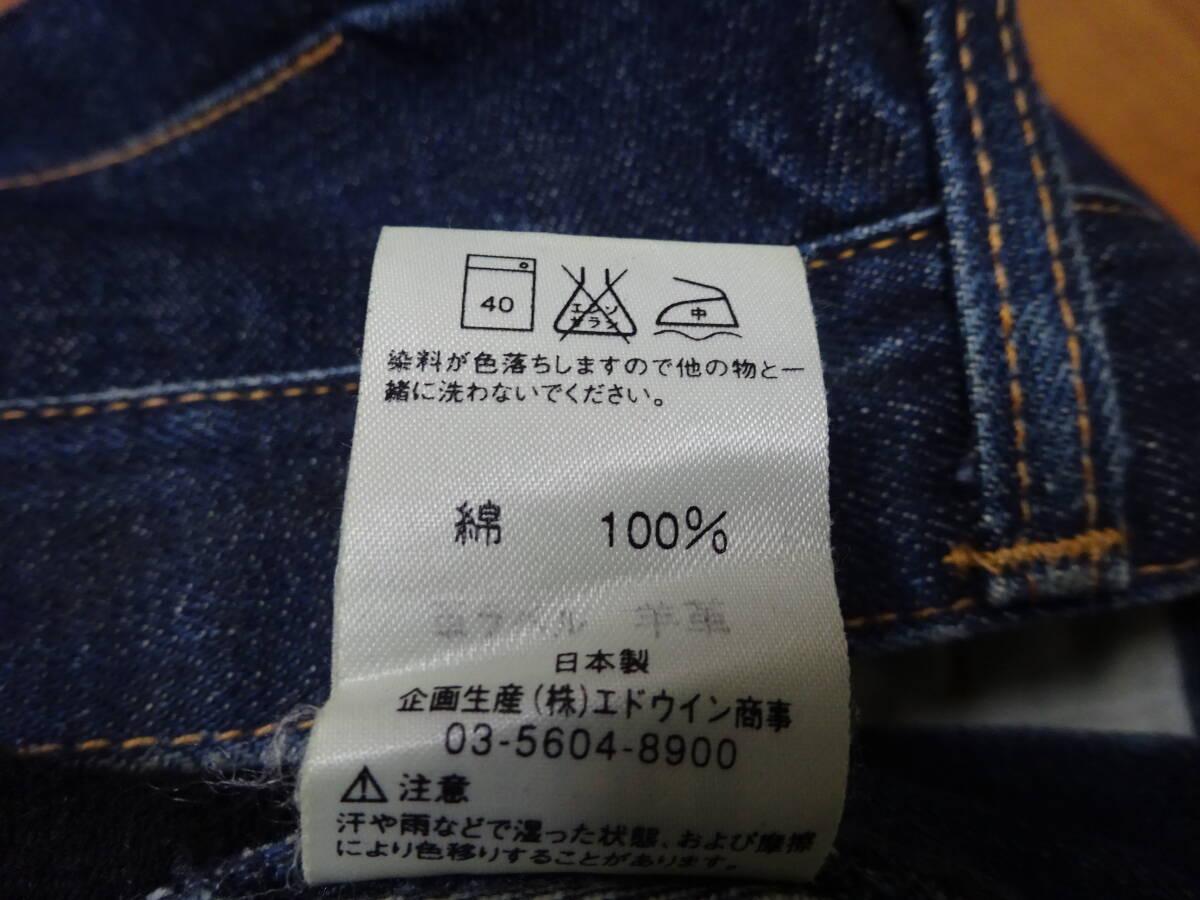 40
エンソ
サラシ
中
染料が色落ちしますので他の物と一
緒に洗わないでください。
綿 100%
日本製
企画生産(株)エドウイン商事
03-5604-8900
注意
汗や雨などで湿った状態、および摩擦
により色移りすることがあります。